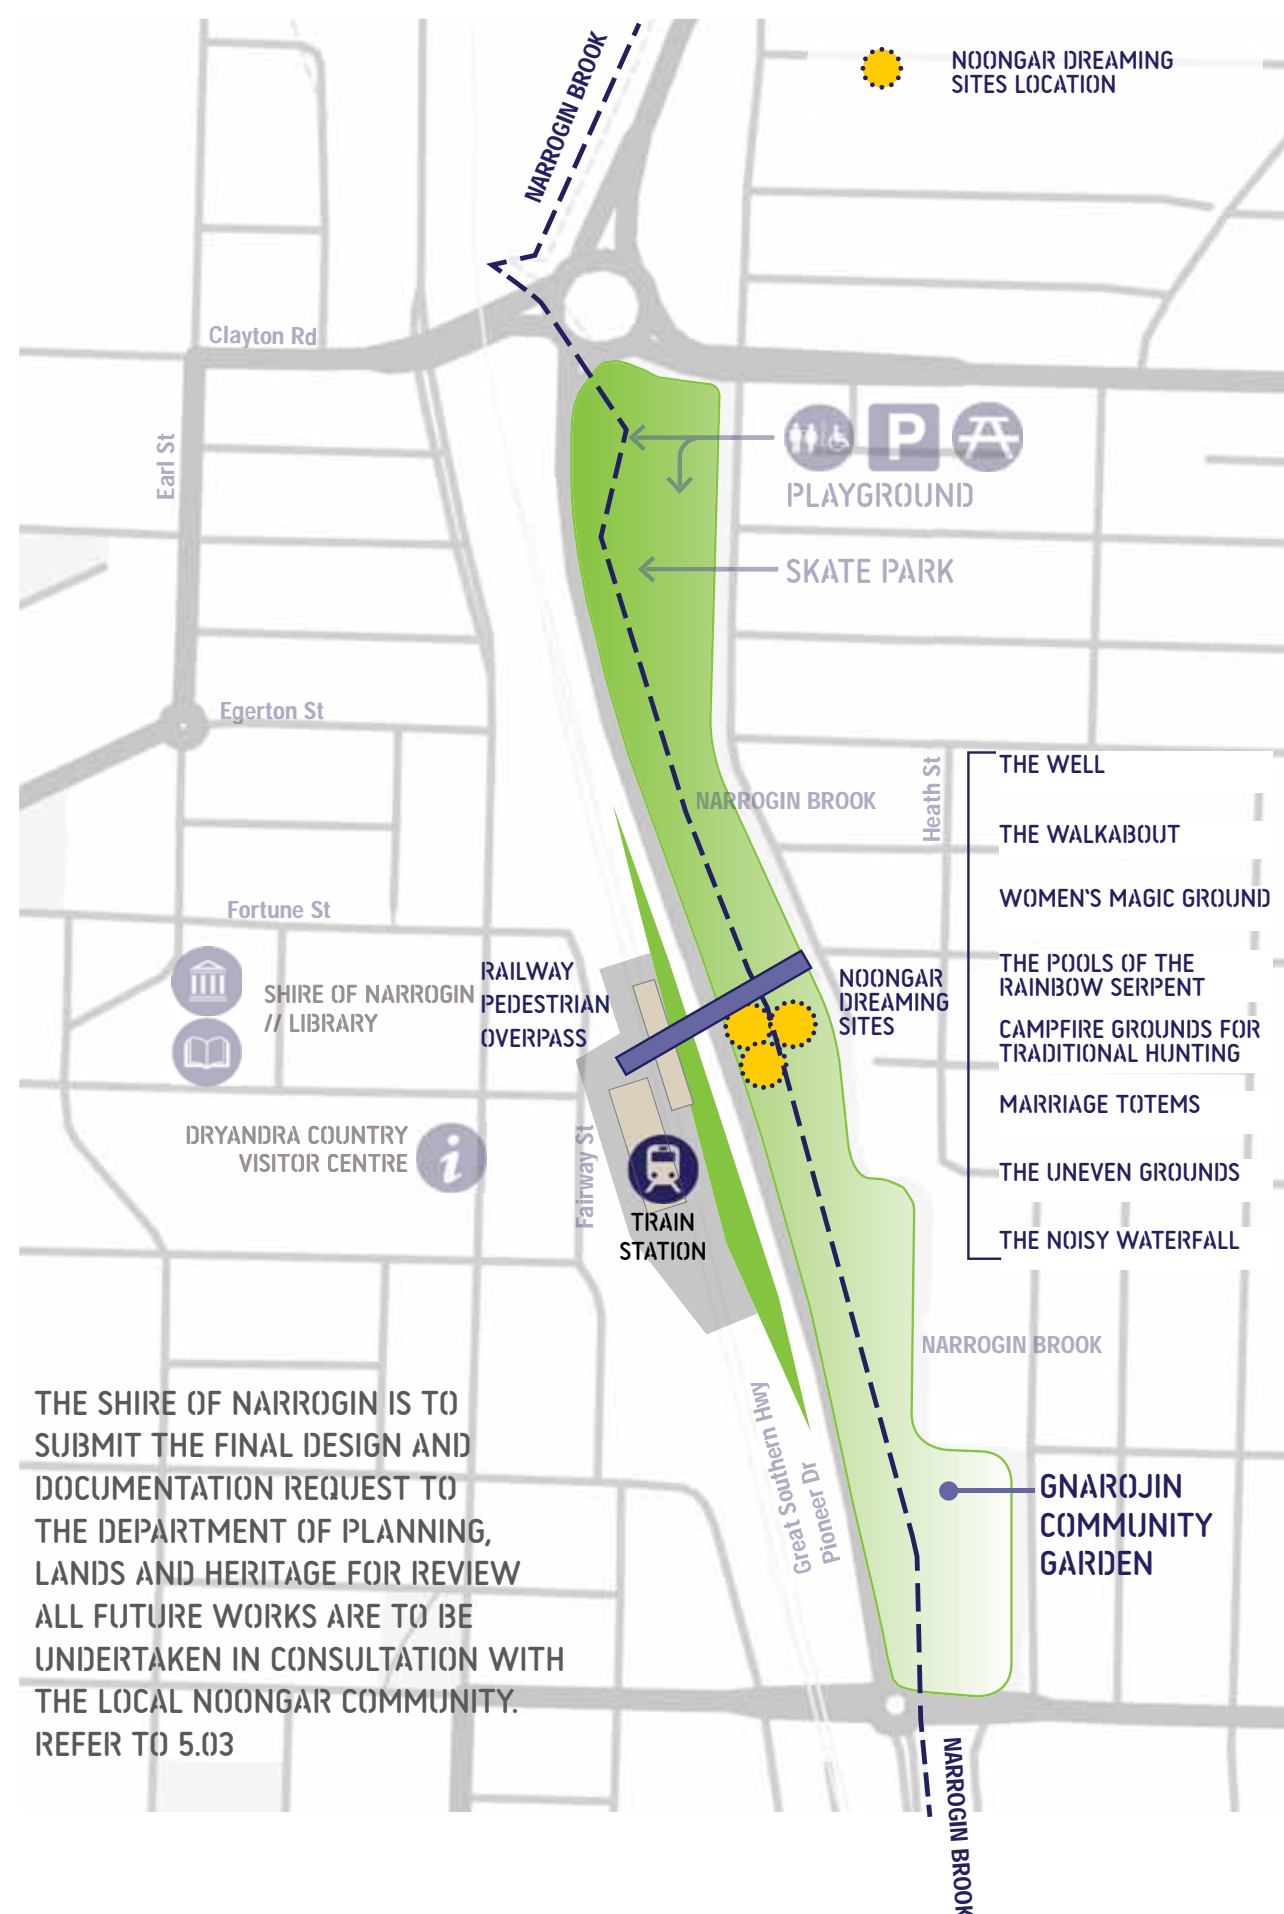 NARROGIN BROOK
NOONGAR DREAMING
SITES LOCATION
Clayton Rd
Earl St
P
PLAYGROUND
SKATE PARK
Egerton St
NARROGIN BROOK
Heath St
THE WELL
THE WALKABOUT
WOMEN'S MAGIC GROUND
THE POOLS OF THE
RAINBOW SERPENT
CAMPFIRE GROUNDS FOR
TRADITIONAL HUNTING
MARRIAGE TOTEMS
THE UNEVEN GROUNDS
THE NOISY WATERFALL
Fortune St
SHIRE OF NARROGIN
// LIBRARY
RAILWAY
PEDESTRIAN
OVERPASS
NOONGAR
DREAMING
SITES
DRYANDRA COUNTRY
VISITOR CENTRE
i
Fairway St
TRAIN
STATION
NARROGIN BROOK
Great Southern Hwy
Pioneer Dr
GNAROJIN
COMMUNITY
GARDEN
THE SHIRE OF NARROGIN IS TO
SUBMIT THE FINAL DESIGN AND
DOCUMENTATION REQUEST TO
THE DEPARTMENT OF PLANNING,
LANDS AND HERITAGE FOR REVIEW
ALL FUTURE WORKS ARE TO BE
UNDERTAKEN IN CONSULTATION WITH
THE LOCAL NOONGAR COMMUNITY.
REFER TO 5.03
NARROGIN BROOK